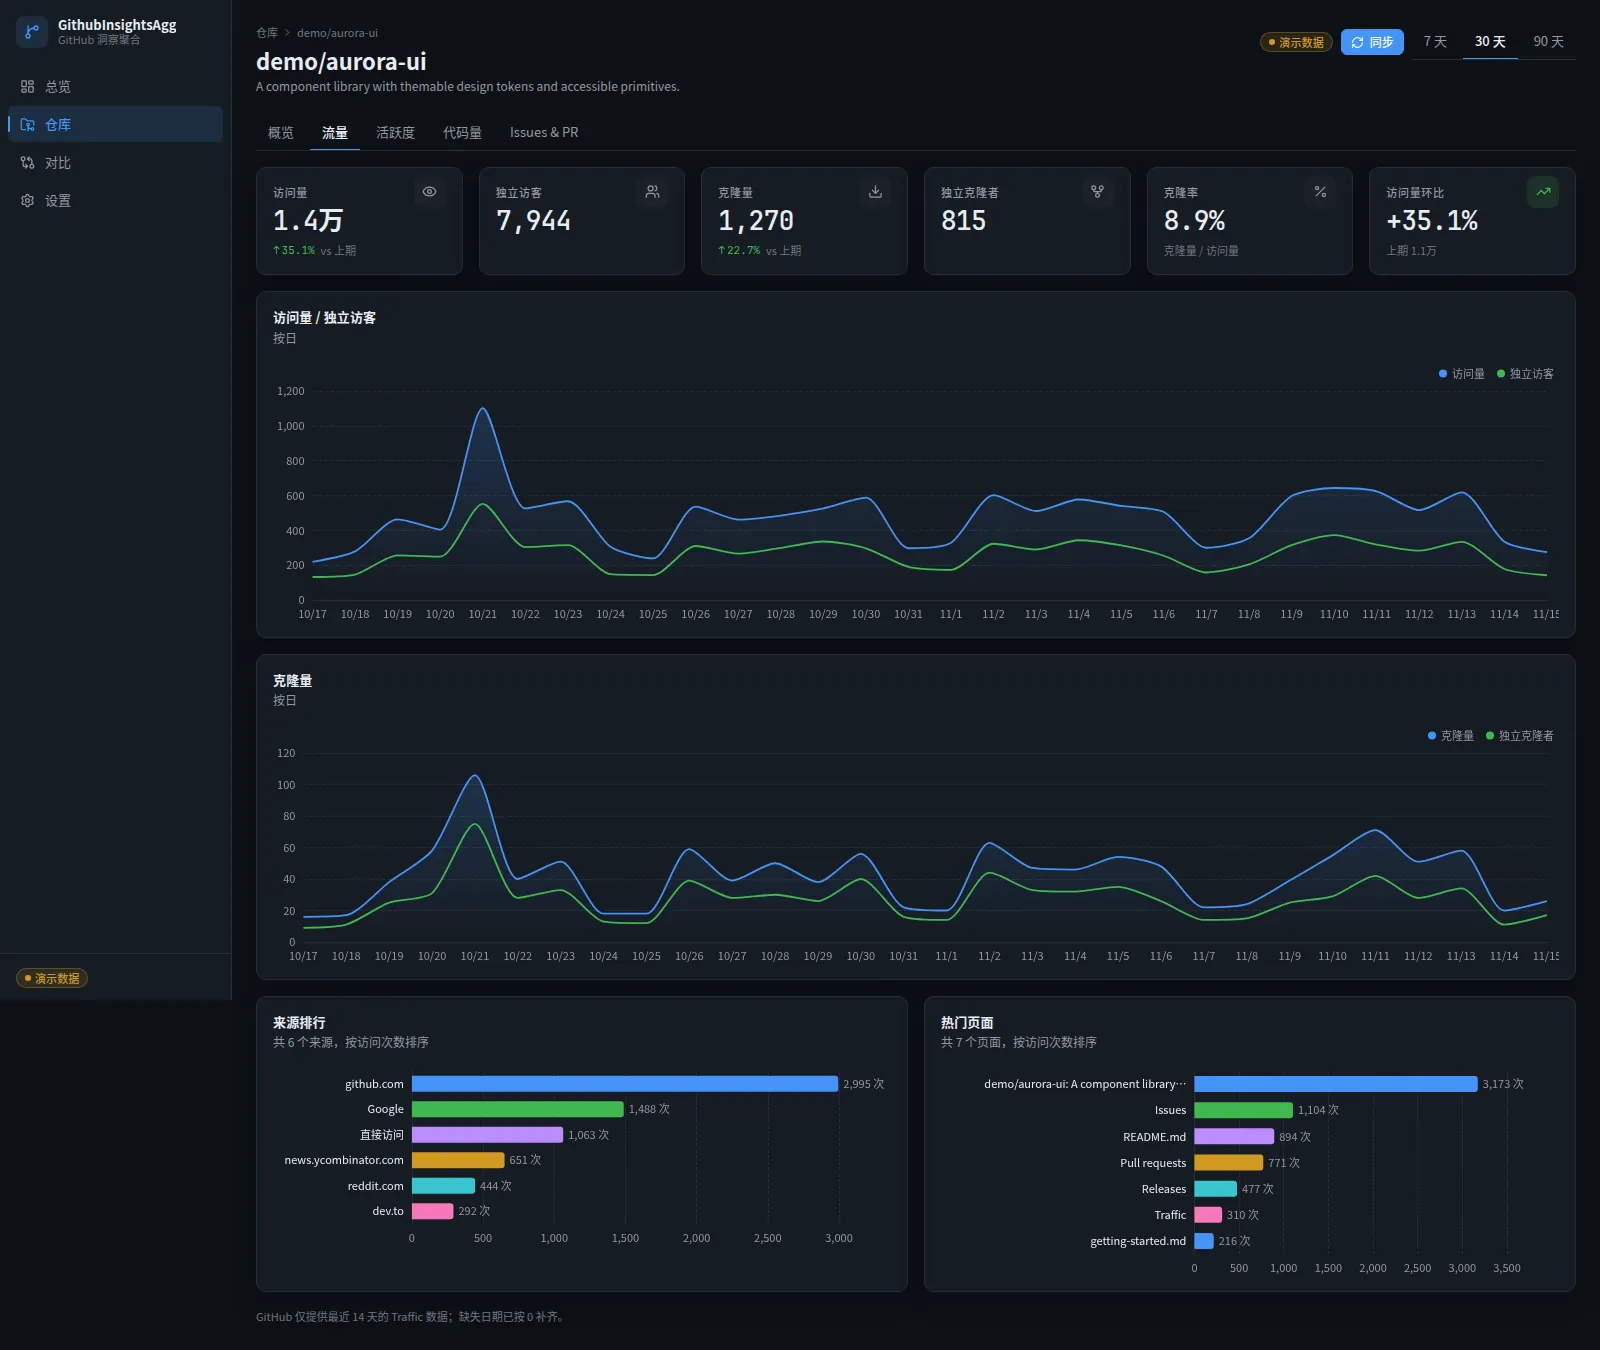 GithubInsightsAgg
GitHub 洞察聚合
总览
仓库
对比
设置
演示数据
仓库 > demo/aurora-ui
demo/aurora-ui
A component library with themable design tokens and accessible primitives.
演示数据 同步 7 天 30 天 90 天
概览 流量 活跃度 代码量 Issues & PR
访问量
1.4万
↑35.1% vs 上期
独立访客
7,944
克隆量
1,270
↑22.7% vs 上期
独立克隆者
815
克隆率
8.9%
克隆量 / 访问量
访问量环比
+35.1%
上期 1.1万
访问量 / 独立访客
按日
访问量 独立访客
1,200
1,000
800
600
400
200
0
10/17 10/18 10/19 10/20 10/21 10/22 10/23 10/24 10/25 10/26 10/27 10/28 10/29 10/30 10/31 11/1 11/2 11/3 11/4 11/5 11/6 11/7 11/8 11/9 11/10 11/11 11/12 11/13 11/14 11/15
克隆量
按日
克隆量 独立克隆者
120
100
80
60
40
20
0
10/17 10/18 10/19 10/20 10/21 10/22 10/23 10/24 10/25 10/26 10/27 10/28 10/29 10/30 10/31 11/1 11/2 11/3 11/4 11/5 11/6 11/7 11/8 11/9 11/10 11/11 11/12 11/13 11/14 11/15
来源排行
共 6 个来源，按访问次数排序
github.com 2,995 次
Google 1,488 次
直接访问 1,063 次
news.ycombinator.com 651 次
reddit.com 444 次
dev.to 292 次
0 500 1,000 1,500 2,000 2,500 3,000
热门页面
共 7 个页面，按访问次数排序
demo/aurora-ui: A component library… 3,173 次
Issues 1,104 次
README.md 894 次
Pull requests 771 次
Releases 477 次
Traffic 310 次
getting-started.md 216 次
0 500 1,000 1,500 2,000 2,500 3,000 3,500
GitHub 仅提供最近 14 天的 Traffic 数据；缺失日期已按 0 补齐。